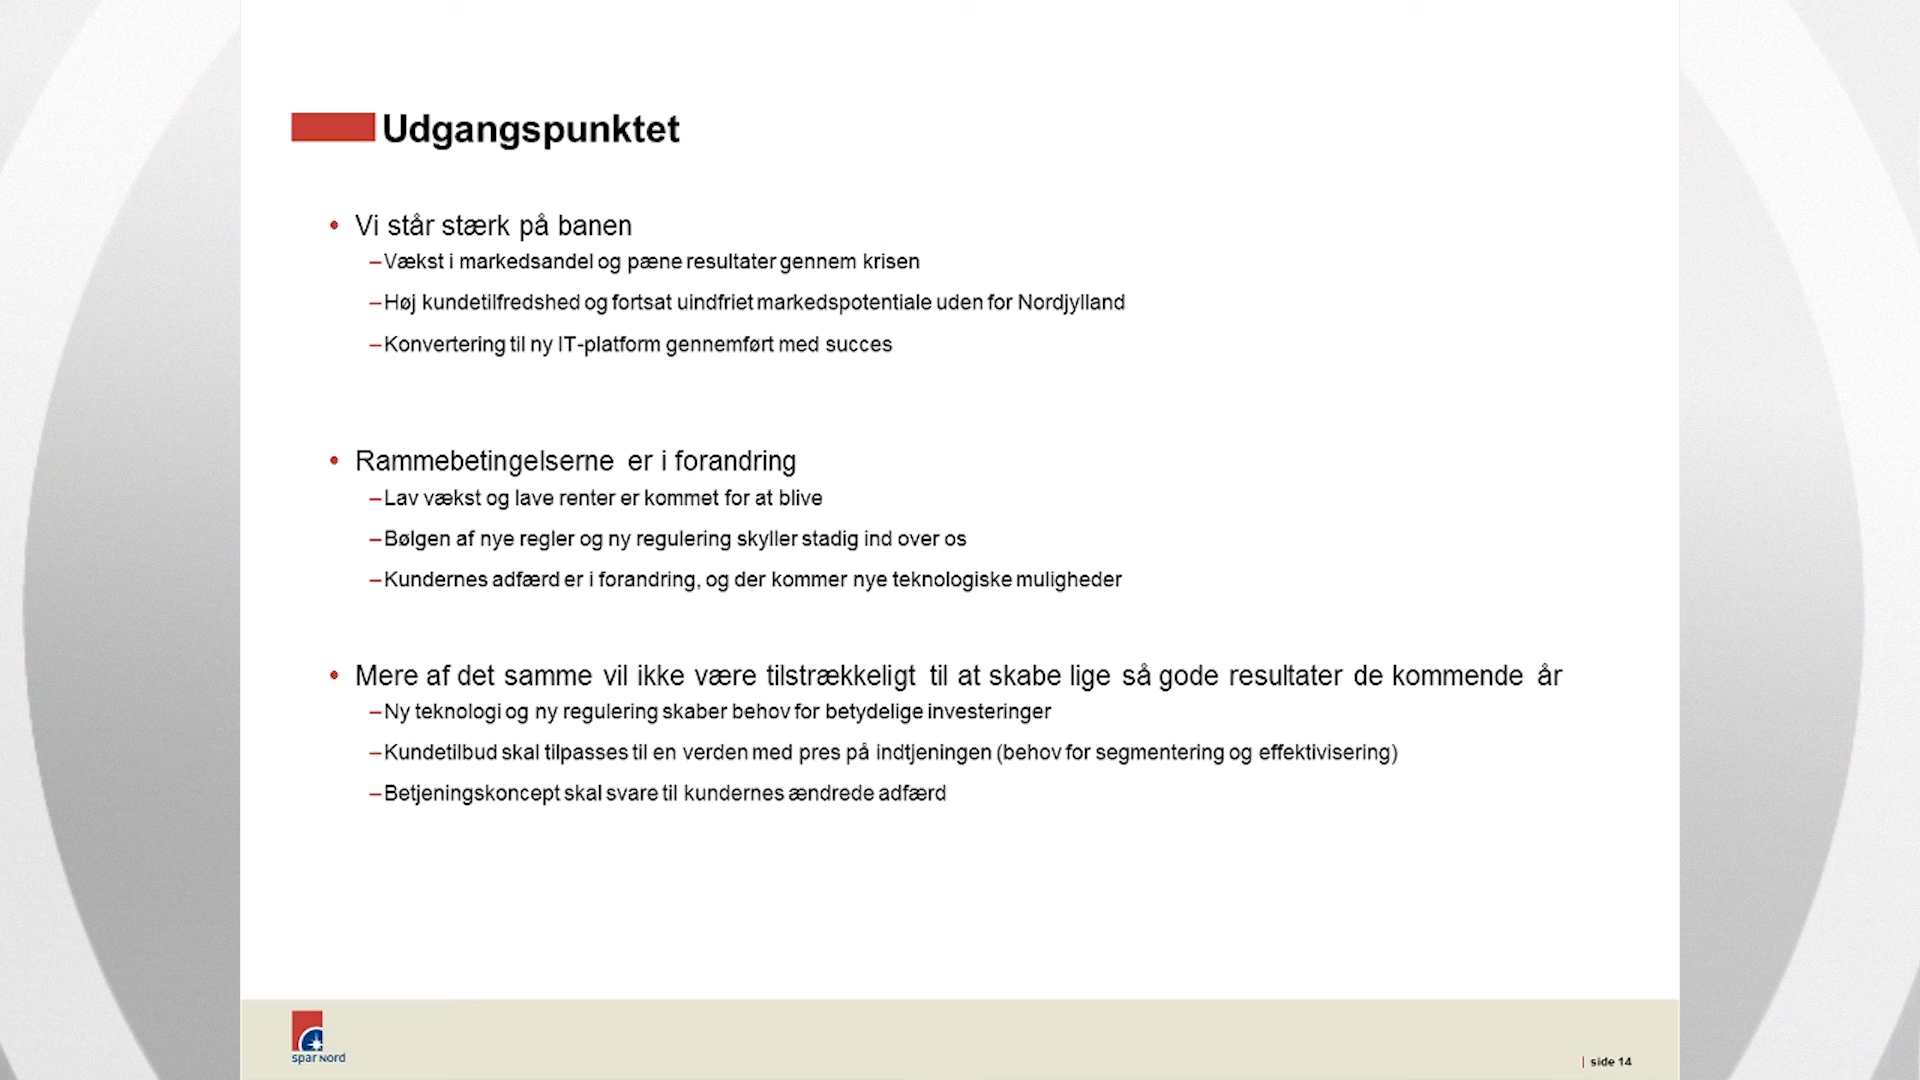 Udgangspunktet
• Vi står stærk på banen
–Vækst i markedsandel og pæne resultater gennem krisen
–Høj kundetilfredshed og fortsat uindfriet markedspotentiale uden for Nordjylland
–Konvertering til ny IT-platform gennemført med succes
• Rammebetingelserne er i forandring
–Lav vækst og lave renter er kommet for at blive
–Bølgen af nye regler og ny regulering skyller stadig ind over os
–Kundernes adfærd er i forandring, og der kommer nye teknologiske muligheder
• Mere af det samme vil ikke være tilstrækkeligt til at skabe lige så gode resultater de kommende år
–Ny teknologi og ny regulering skaber behov for betydelige investeringer
–Kundetilbud skal tilpasses til en verden med pres på indtjeningen (behov for segmentering og effektivisering)
–Betjeningskoncept skal svare til kundernes ændrede adfærd
spar nord
| side 14